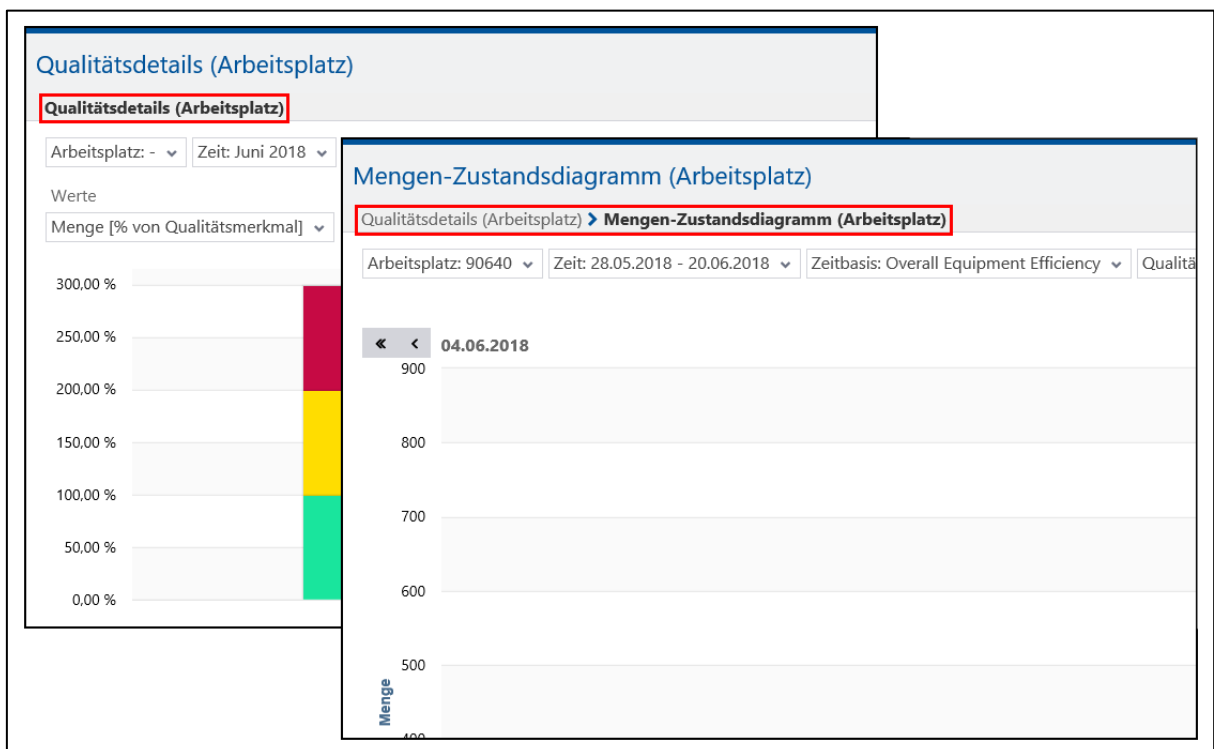 Qualitätsdetails (Arbeitsplatz)
Qualitätsdetails (Arbeitsplatz)
Arbeitsplatz: - Zeit: Juni 2018
Werte
Menge [% von Qualitätsmerkmal]
300,00 %
250,00 %
200,00 %
150,00 %
100,00 %
50,00 %
0,00 %
Mengen-Zustandsdiagramm (Arbeitsplatz)
Qualitätsdetails (Arbeitsplatz) Mengen-Zustandsdiagramm (Arbeitsplatz)
Arbeitsplatz: 90640 Zeit: 28.05.2018 - 20.06.2018 Zeitbasis: Overall Equipment Efficiency Qualitä
04.06.2018
900
800
700
600
500
Menge